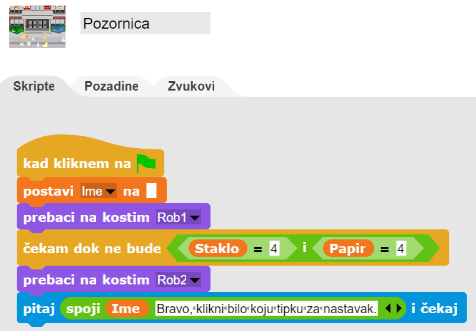 Pozornica
Skripte Pozadine Zvukovi
kad kliknem na
postavi Ime na
prebaci na kostim Rob1
čekam dok ne bude Staklo = 4 i Papir = 4
prebaci na kostim Rob2
pitaj spoji Ime Bravo, klikni bilo koju tipku za nastavak. i čekaj